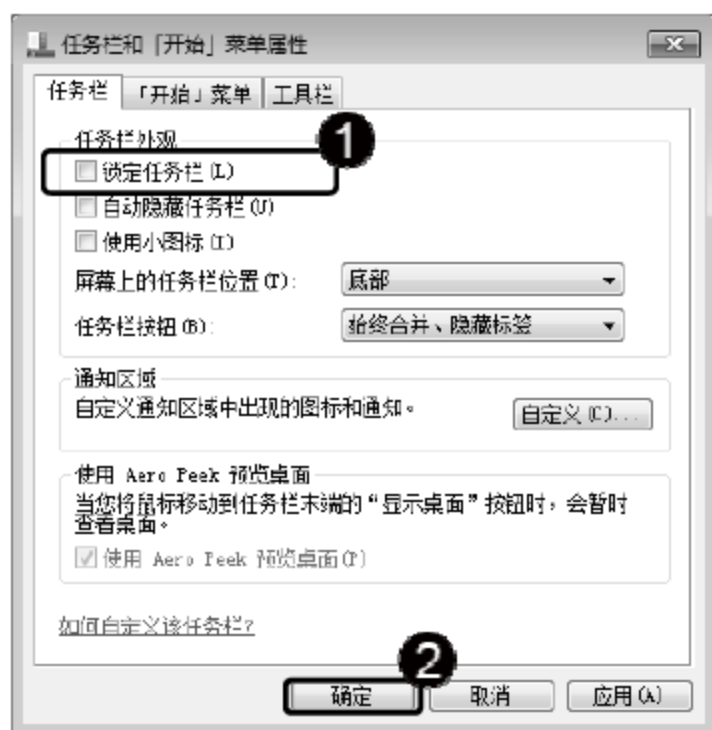 任务栏和「开始」菜单属性
任务栏 「开始」菜单 工具栏
任务栏外观
1
锁定任务栏(L)
自动隐藏任务栏(U)
使用小图标(I)
屏幕上的任务栏位置(T): 底部
任务栏按钮(B): 始终合并、隐藏标签
通知区域
自定义通知区域中出现的图标和通知。 自定义(C)...
使用 Aero Peek 预览桌面
当您将鼠标移动到任务栏末端的“显示桌面”按钮时，会暂时
查看桌面。
使用 Aero Peek 预览桌面(P)
如何自定义该任务栏?
2
确定 取消 应用(A)